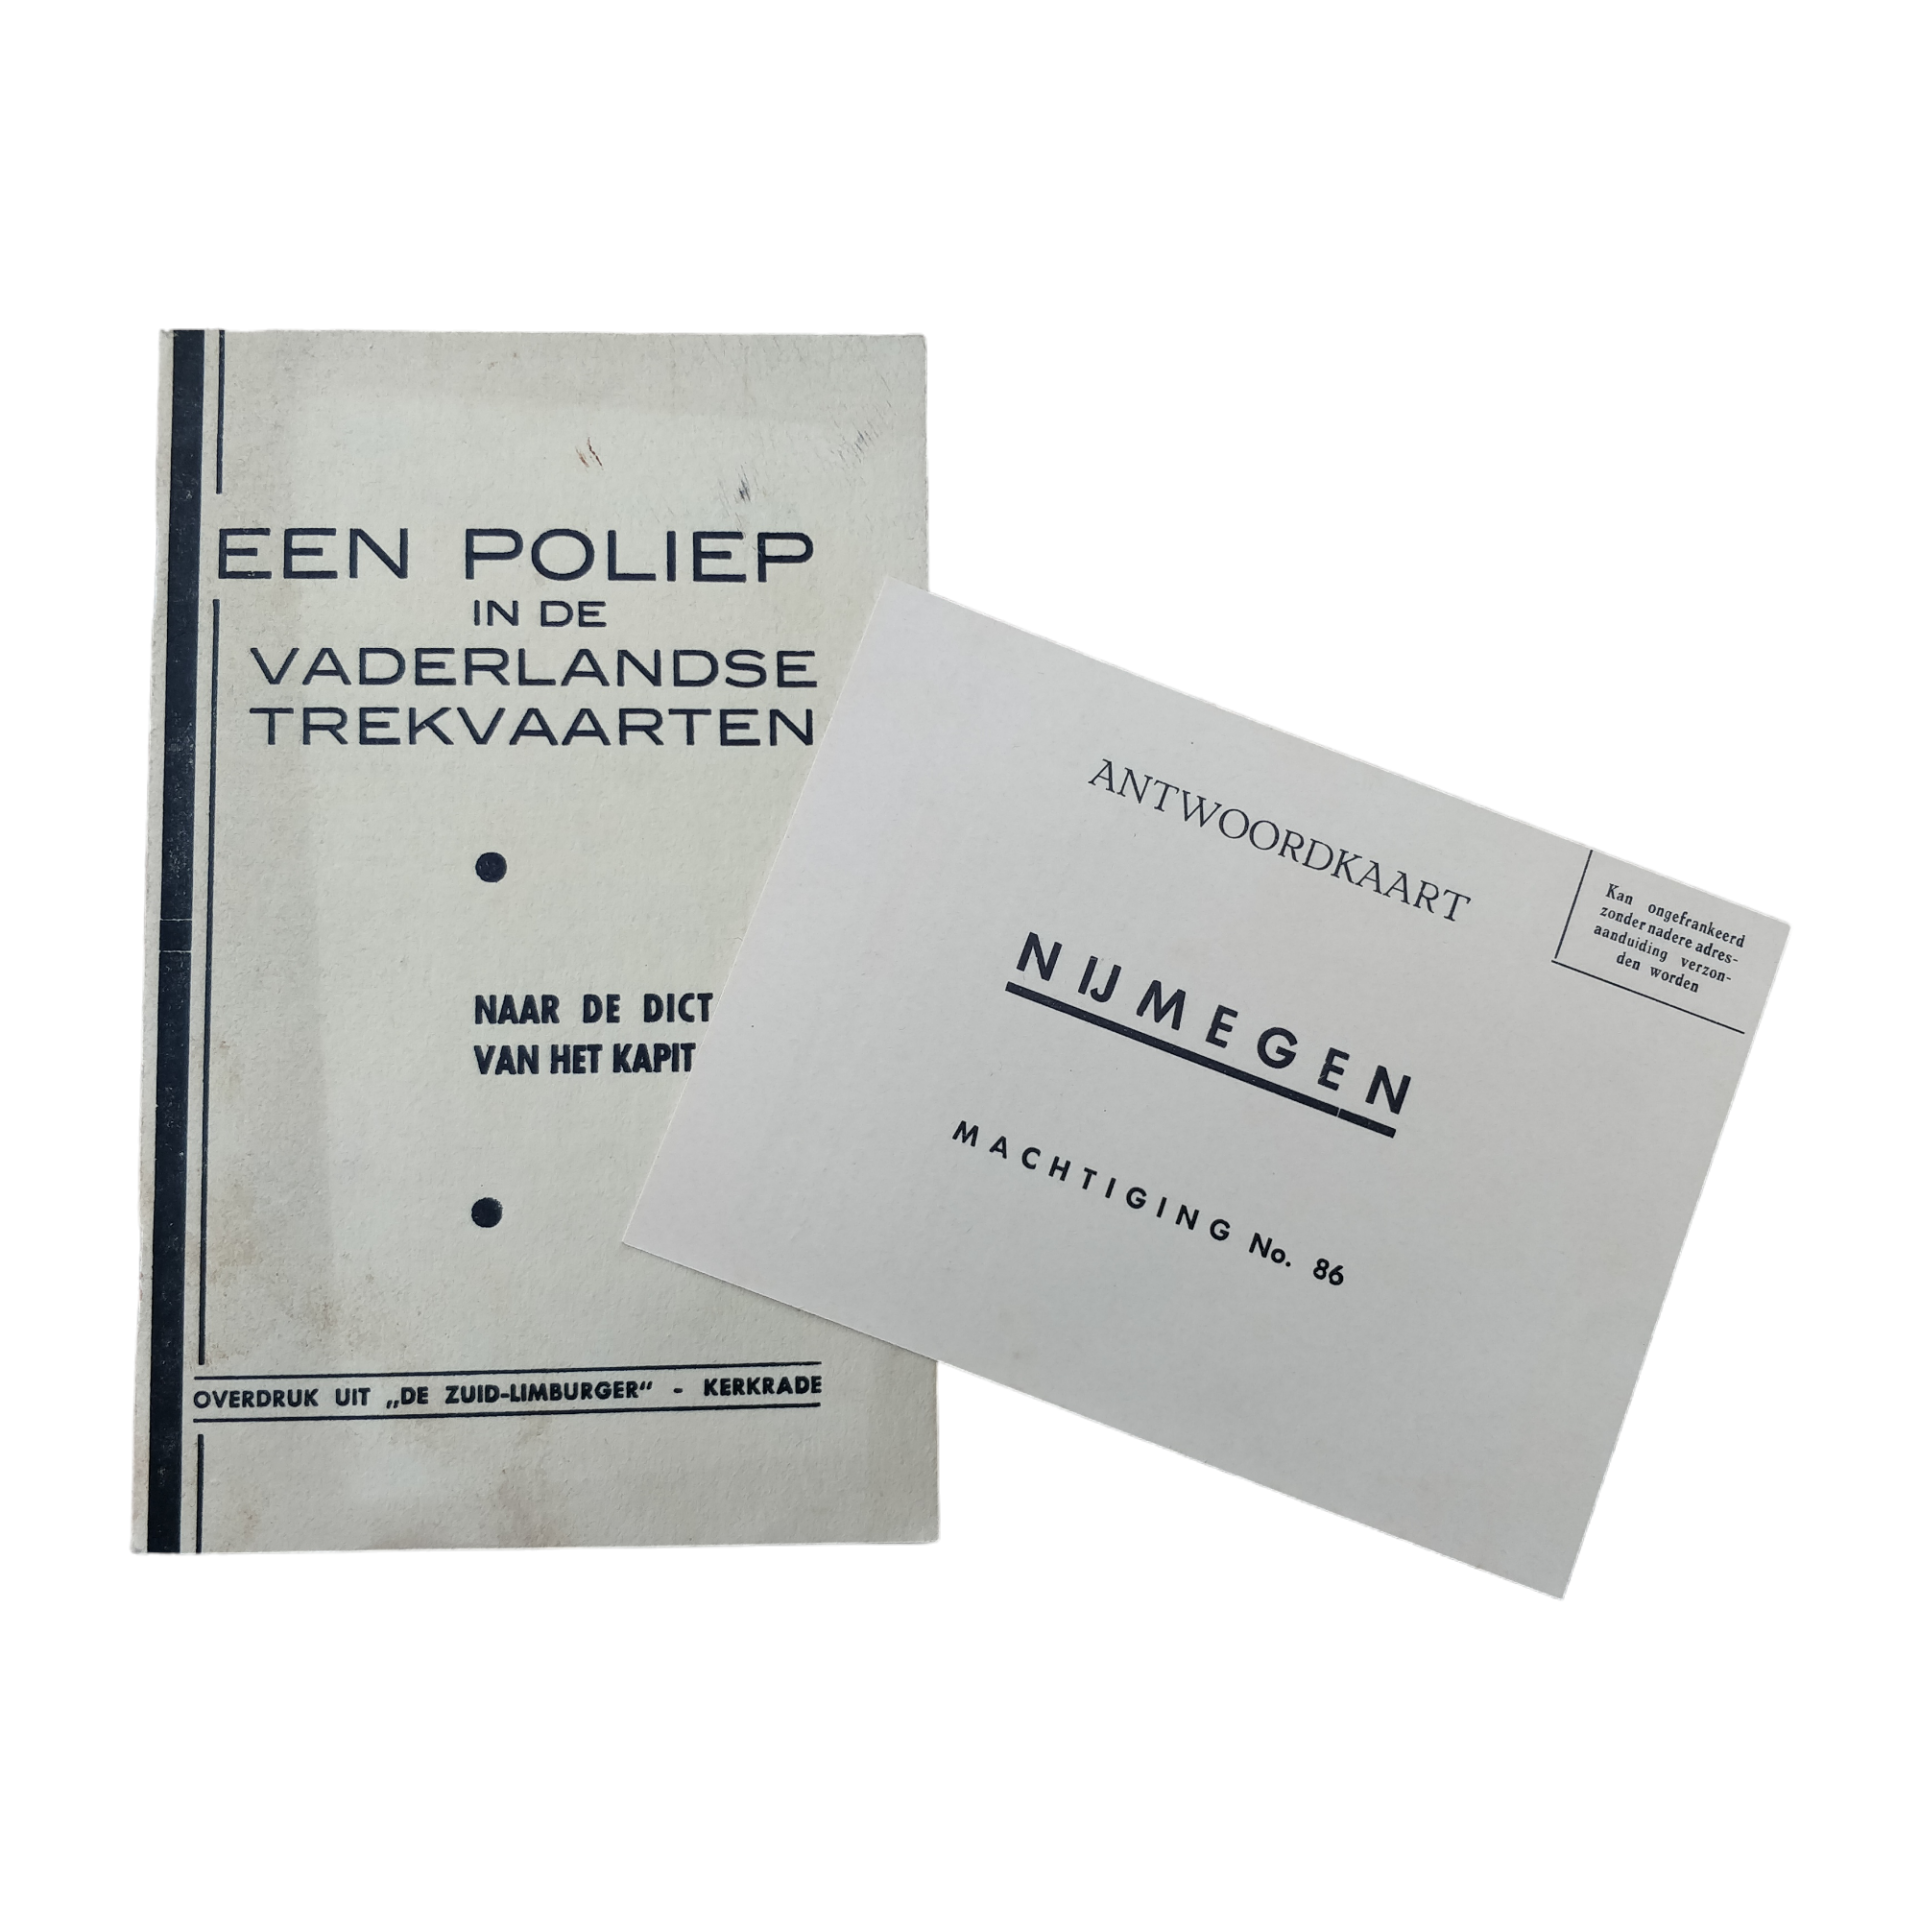 EEN POLIEP
IN DE
VADERLANDSE
TREKVAARTEN
NAAR DE DICT
VAN HET KAPIT
OVERDRUK UIT „DE ZUID-LIMBURGER“ - KERKRADE
ANTWOORDKAART
Kan ongefrankeerd
zonder nadere adres-
aanduiding verzon-
den worden
NIJMEGEN
MACHTIGING No. 86